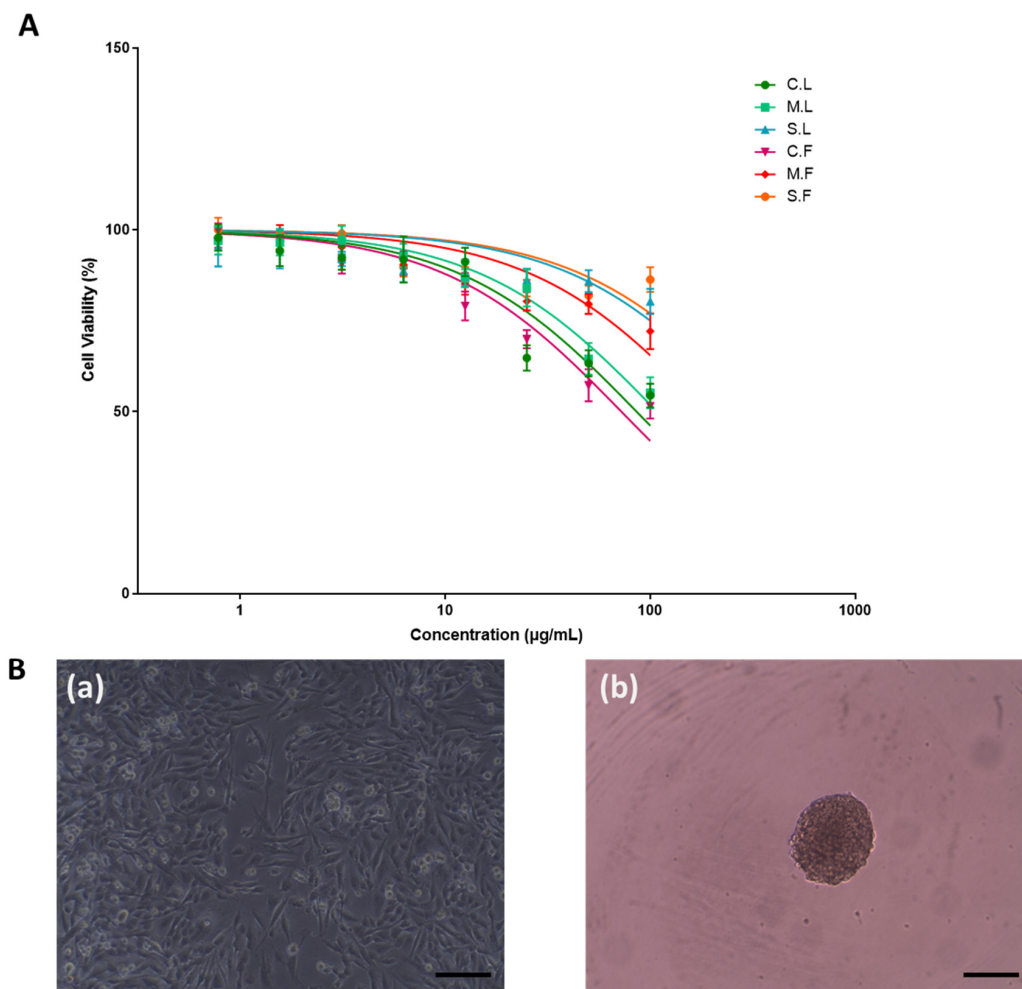 A
150
100
50
0
Cell Viability (%)
C.L
M.L
S.L
C.F
M.F
S.F
1
10
100
1000
Concentration (µg/mL)
B
(a)
(b)